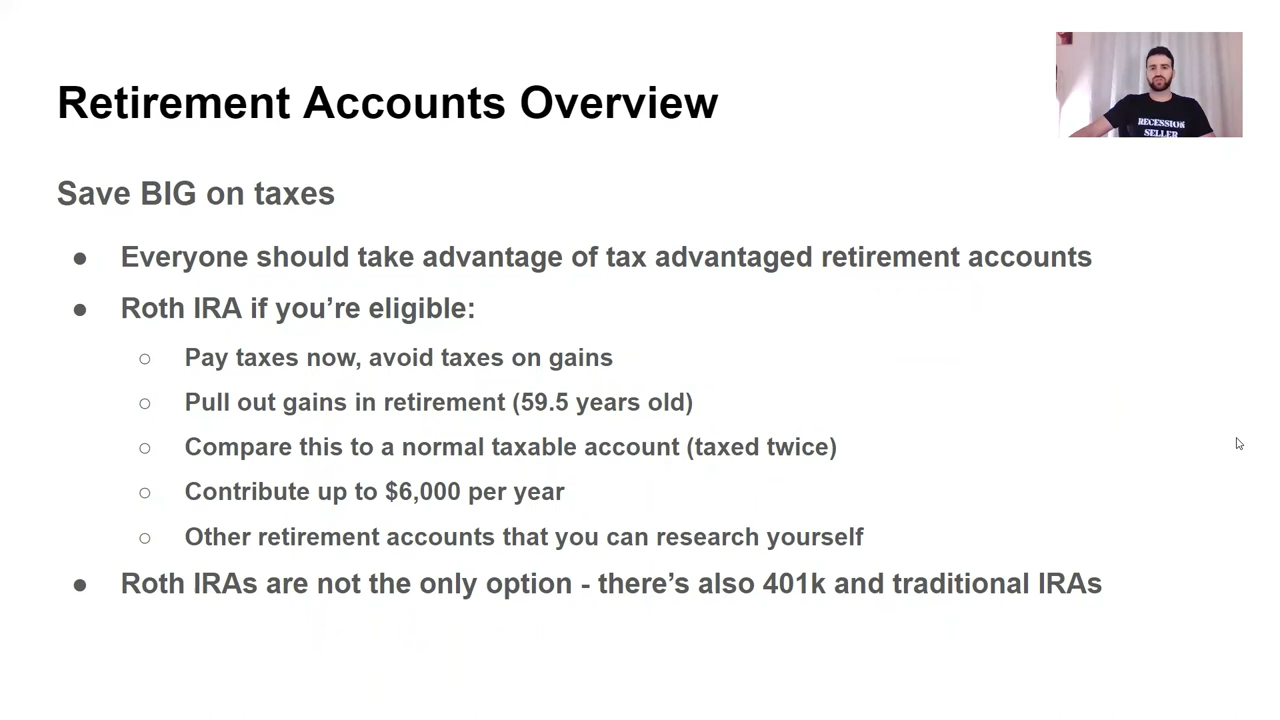 Retirement Accounts Overview
RECESSION
SELLER
Save BIG on taxes
● Everyone should take advantage of tax advantaged retirement accounts
● Roth IRA if you’re eligible:
○ Pay taxes now, avoid taxes on gains
○ Pull out gains in retirement (59.5 years old)
○ Compare this to a normal taxable account (taxed twice)
○ Contribute up to $6,000 per year
○ Other retirement accounts that you can research yourself
● Roth IRAs are not the only option - there’s also 401k and traditional IRAs